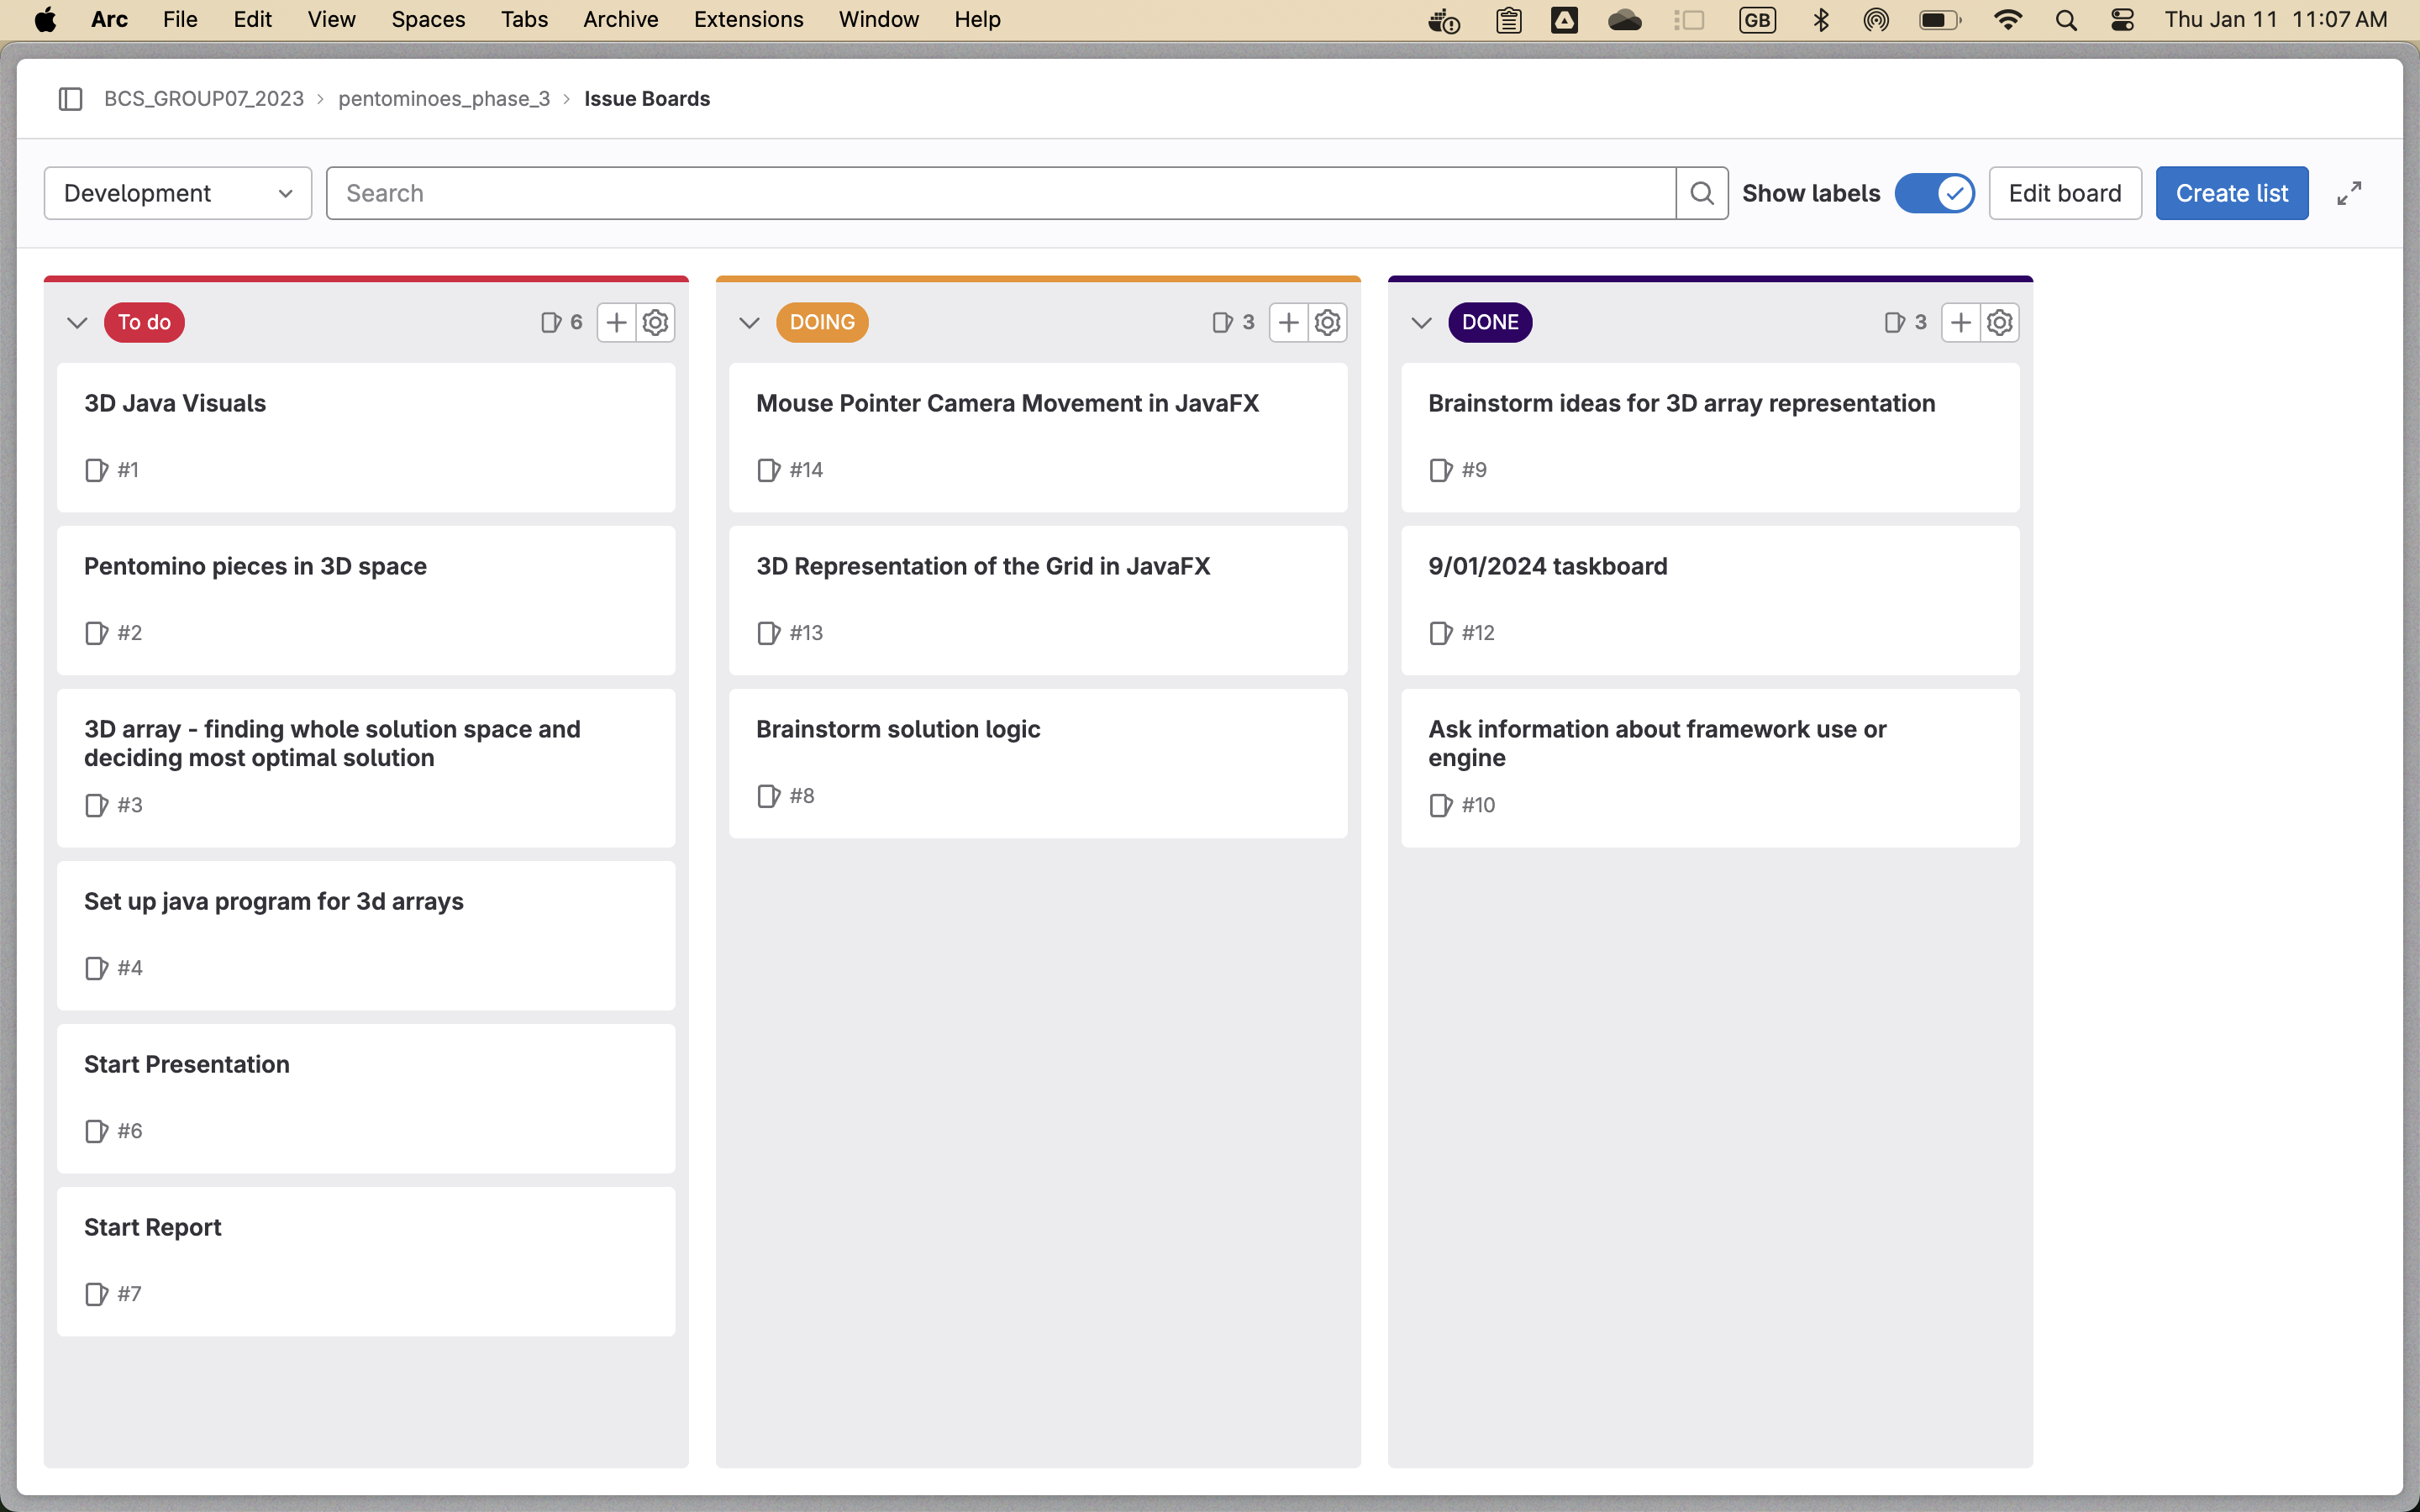 Arc File Edit View Spaces Tabs Archive Extensions Window Help GB Thu Jan 11 11:07 AM
BCS_GROUP07_2023 › pentominoes_phase_3 › Issue Boards
Development Search Show labels Edit board Create list
To do 6
3D Java Visuals
#1
Pentomino pieces in 3D space
#2
3D array - finding whole solution space and
deciding most optimal solution
#3
Set up java program for 3d arrays
#4
Start Presentation
#6
Start Report
#7
DOING 3
Mouse Pointer Camera Movement in JavaFX
#14
3D Representation of the Grid in JavaFX
#13
Brainstorm solution logic
#8
DONE 3
Brainstorm ideas for 3D array representation
#9
9/01/2024 taskboard
#12
Ask information about framework use or
engine
#10